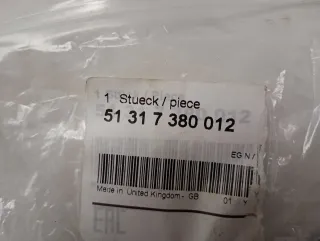 1 Stueck / piece
51 31 7 380 012
EG N /
Made in United Kingdom - GB 01
EAC